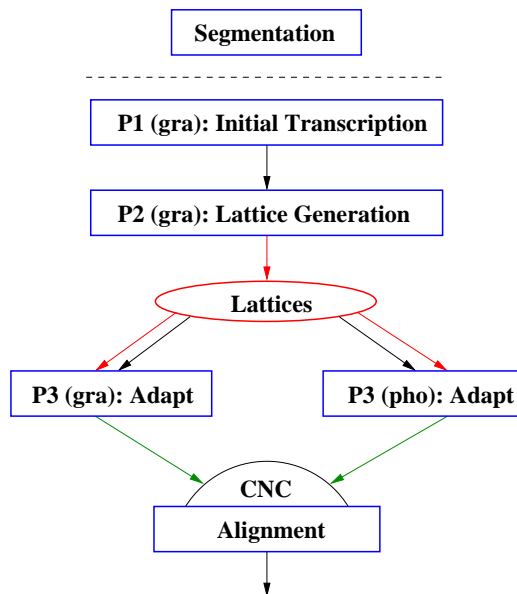 Segmentation
P1 (gra): Initial Transcription
P2 (gra): Lattice Generation
Lattices
P3 (gra): Adapt
P3 (pho): Adapt
CNC
Alignment